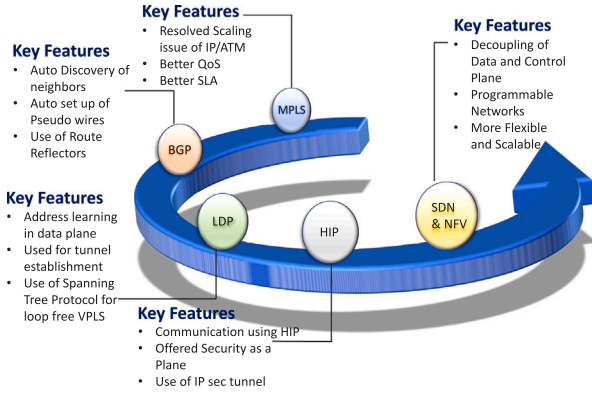 Key Features
• Resolved Scaling
issue of IP/ATM
• Better QoS
• Better SLA
Key Features
• Auto Discovery of
neighbors
• Auto set up of
Pseudo wires
• Use of Route
Reflectors
Key Features
• Decoupling of
Data and Control
Plane
• Programmable
Networks
• More Flexible
and Scalable
MPLS
BGP
LDP
HIP
SDN
& NFV
Key Features
• Address learning
in data plane
• Used for tunnel
establishment
• Use of Spanning
Tree Protocol for
loop free VPLS
Key Features
• Communication using HIP
• Offered Security as a
Plane
• Use of IP sec tunnel